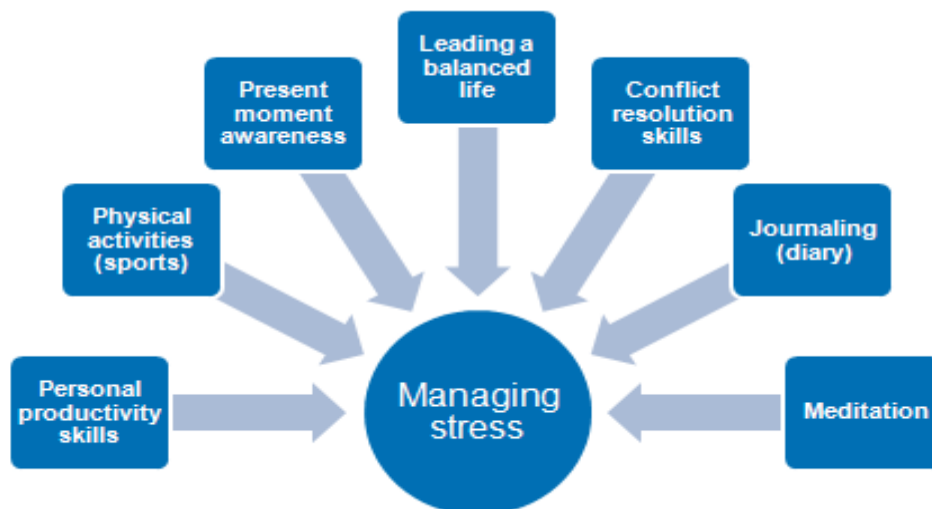 Leading a
balanced
life
Present
moment
awareness
Conflict
resolution
skills
Physical
activities
(sports)
Journaling
(diary)
Personal
productivity
skills
Managing
stress
Meditation